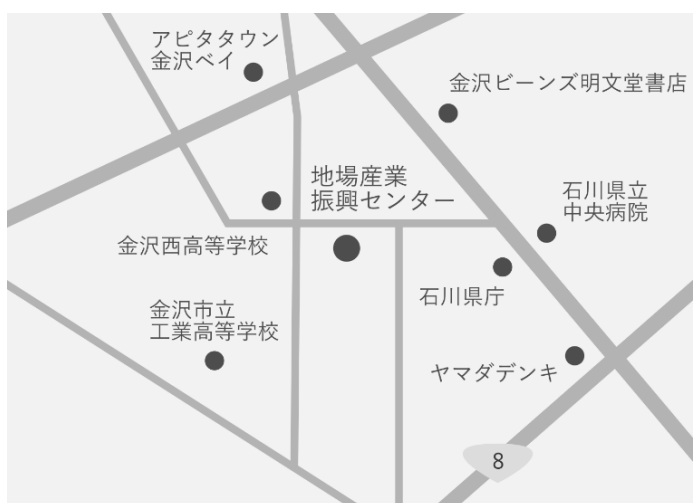 アピタタウン
金沢ベイ
金沢ビーンズ明文堂書店
地場産業
振興センター
石川県立
中央病院
金沢西高等学校
石川県庁
金沢市立
工業高等学校
ヤマダデンキ
8